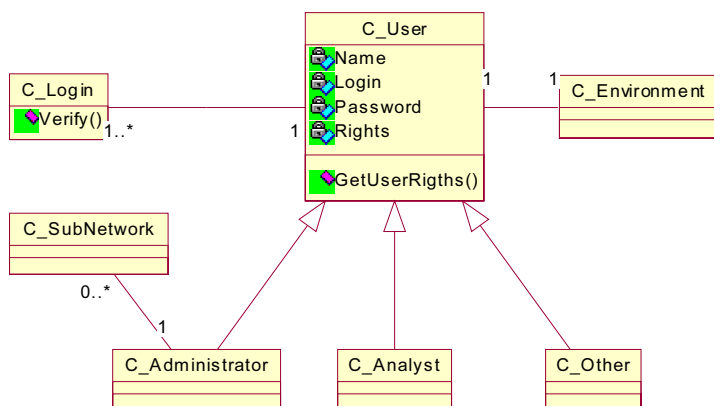 C_User
Name
Login
Password
Rights
GetUserRigths()
C_Login
Verify()
1..*
1
1
1
C_Environment
C_SubNetwork
0..*
1
C_Administrator
C_Analyst
C_Other